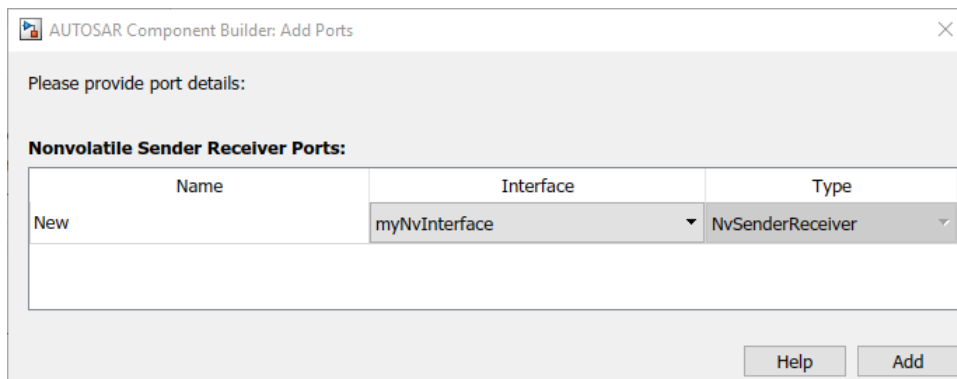 AUTOSAR Component Builder: Add Ports
Please provide port details:
Nonvolatile Sender Receiver Ports:
Name Interface Type
New myNvInterface NvSenderReceiver
Help Add